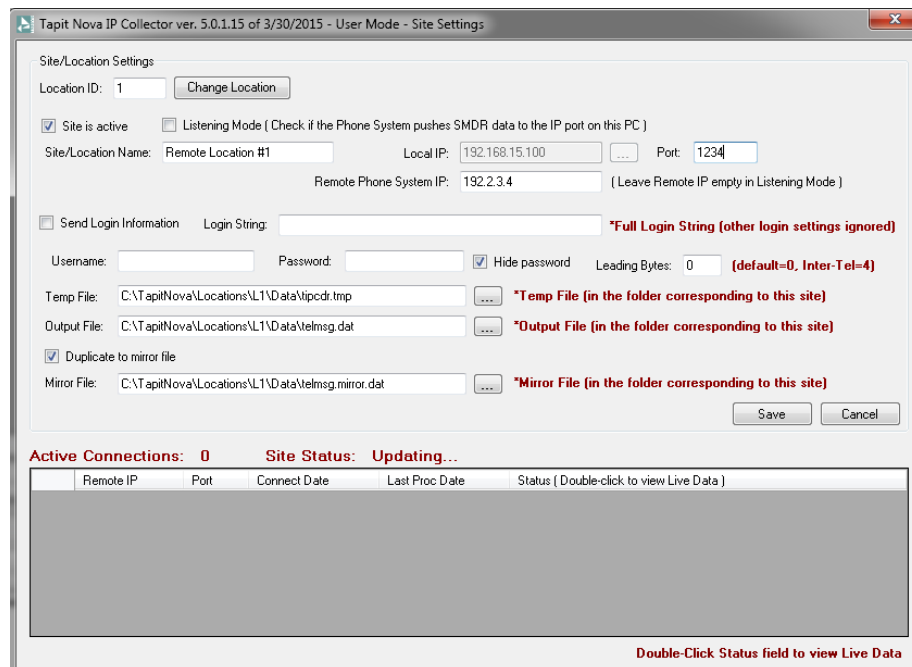 Tapit Nova IP Collector ver. 5.0.1.15 of 3/30/2015 - User Mode - Site Settings
Site/Location Settings
Location ID: 1 Change Location
Site is active Listening Mode ( Check if the Phone System pushes SMDR data to the IP port on this PC )
Site/Location Name: Remote Location #1 Local IP: 192.168.15.100 ... Port: 1234
Remote Phone System IP: 192.2.3.4 ( Leave Remote IP empty in Listening Mode )
Send Login Information Login String: *Full Login String (other login settings ignored)
Username: Password: Hide password Leading Bytes: 0 (default=0, Inter-Tel=4)
Temp File: C:\TapitNova\Locations\L1\Data\tipcdr.tmp ... *Temp File (in the folder corresponding to this site)
Output File: C:\TapitNova\Locations\L1\Data\telmsg.dat ... *Output File (in the folder corresponding to this site)
Duplicate to mirror file
Mirror File: C:\TapitNova\Locations\L1\Data\telmsg.mirror.dat ... *Mirror File (in the folder corresponding to this site)
Save Cancel
Active Connections: 0 Site Status: Updating...
Remote IP Port Connect Date Last Proc Date Status ( Double-click to view Live Data )
Double-Click Status field to view Live Data